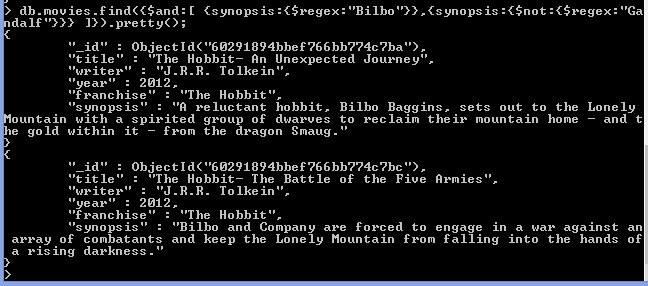 > db.movies.find({$and:[ {synopsis:{$regex:"Bilbo"}},{synopsis:{$not:{$regex:"Ga
ndalf"}}} ]}).pretty();
{
"_id" : ObjectId("60291894bbef766bb774c7ba"),
"title" : "The Hobbit- An Unexpected Journey",
"writer" : "J.R.R. Tolkein",
"year" : 2012,
"franchise" : "The Hobbit",
"synopsis" : "A reluctant hobbit, Bilbo Baggins, sets out to the Lonely
Mountain with a spirited group of dwarves to reclaim their mountain home - and t
he gold within it - from the dragon Smaug."
}
{
"_id" : ObjectId("60291894bbef766bb774c7bc"),
"title" : "The Hobbit- The Battle of the Five Armies",
"writer" : "J.R.R. Tolkein",
"year" : 2012,
"franchise" : "The Hobbit",
"synopsis" : "Bilbo and Company are forced to engage in a war against an
array of combatants and keep the Lonely Mountain from falling into the hands of
a rising darkness."
}
>